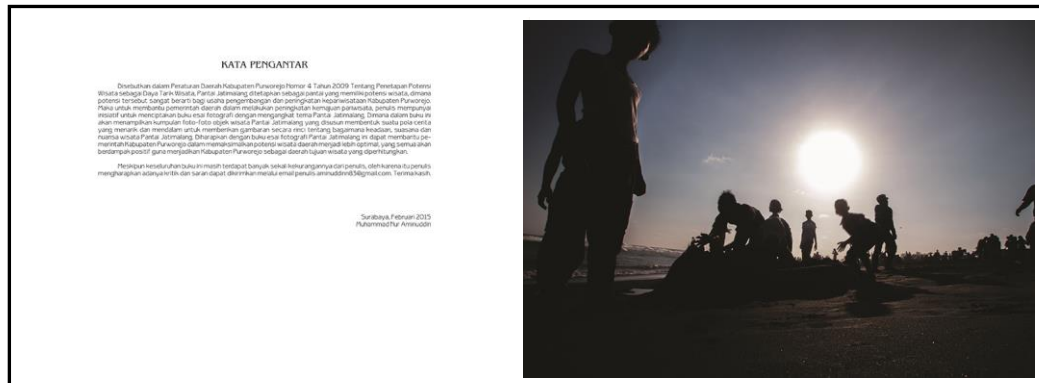 KATA PENGANTAR
Disebutkan dalam Peraturan Daerah Kabupaten Purworejo Nomor 4 Tahun 2009 Tentang Penetapan Potensi
Wisata sebagai Daya Tarik Wisata, Pantai Jatimalang ditetapkan sebagai pantai yang memiliki potensi wisata, dimana
potensi tersebut sangat berarti bagi usaha pengembangan dan peningkatan kepariwisataan Kabupaten Purworejo.
Maka untuk membantu pemerintah daerah dalam melakukan peningkatan kemajuan pariwisata, penulis mempunyai
inisiatif untuk menciptakan buku esai fotografi dengan mengangkat tema Pantai Jatimalang. Dimana dalam buku ini
akan menampilkan kumpulan foto-foto objek wisata Pantai Jatimalang yang disusun membentuk suatu pola cerita
yang menarik dan mendalam untuk memberikan gambaran secara rinci tentang bagaimana keadaan, suasana dan
nuansa wisata Pantai Jatimalang. Diharapkan dengan buku esai fotografi Pantai Jatimalang ini dapat membantu pe-
merintah Kabupaten Purworejo dalam memaksimalkan potensi wisata daerah menjadi lebih optimal, yang semua akan
berdampak positif guna menjadikan Kabupaten Purworejo sebagai daerah tujuan wisata yang diperhitungkan.
Meskipun keseluruhan buku ini masih terdapat banyak sekali kekurangannya dari penulis, oleh karena itu penulis
mengharapkan adanya kritik dan saran dapat dikirimkan melalui email penulis aminuddinn83@gmail.com. Terima kasih.
Surabaya, Februari 2015
Muhammad Nur Aminuddin